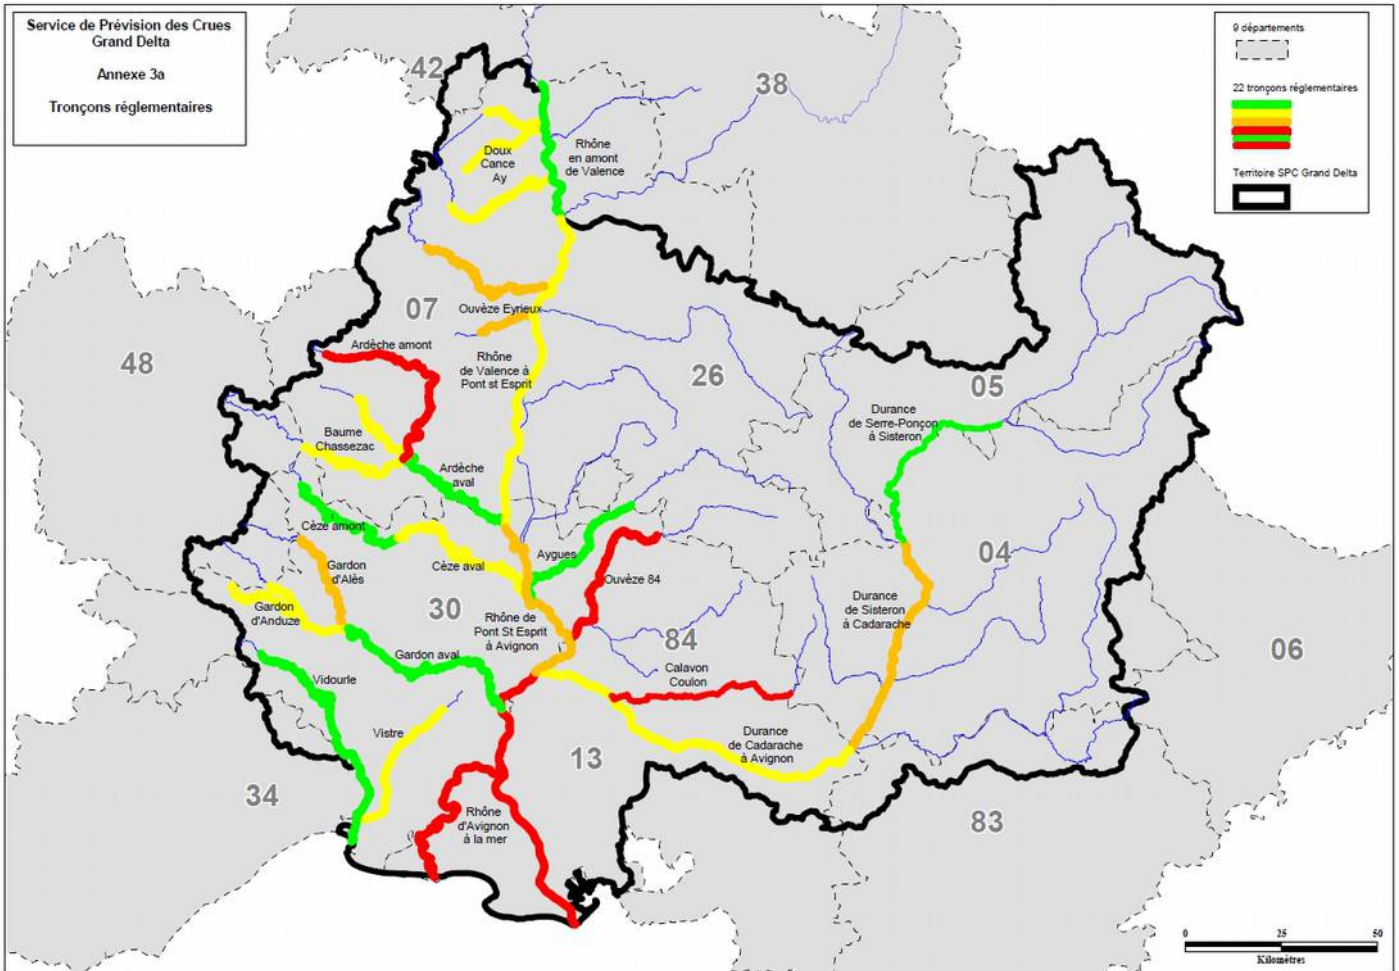 Service de Prévision des Crues
Grand Delta
Annexe 3a
Tronçons réglementaires
9 départements
22 tronçons réglementaires
Territoire SPC Grand Delta
42
38
Doux
Cance
Ay
Rhône
en amont
de Valence
07
Ouvèze Eyrieux
48
Ardèche amont
Rhône
de Valence à
Pont st Esprit
26
05
Durance
de Serre-Ponçon
à Sisteron
Baume
Chassezac
Ardèche
aval
Cèze amont
Cèze aval
Aygues
04
Gardon
d'Alès
Ouvèze 84
Gardon
d'Anduze
30
Rhône de
Pont St Esprit
à Avignon
Durance
de Sisteron
à Cadarache
84
06
Gardon aval
Calavon
Coulon
Vidourle
Vistre
Durance
de Cadarache
à Avignon
13
34
Rhône
d'Avignon
à la mer
83
0 25 50
Kilomètres